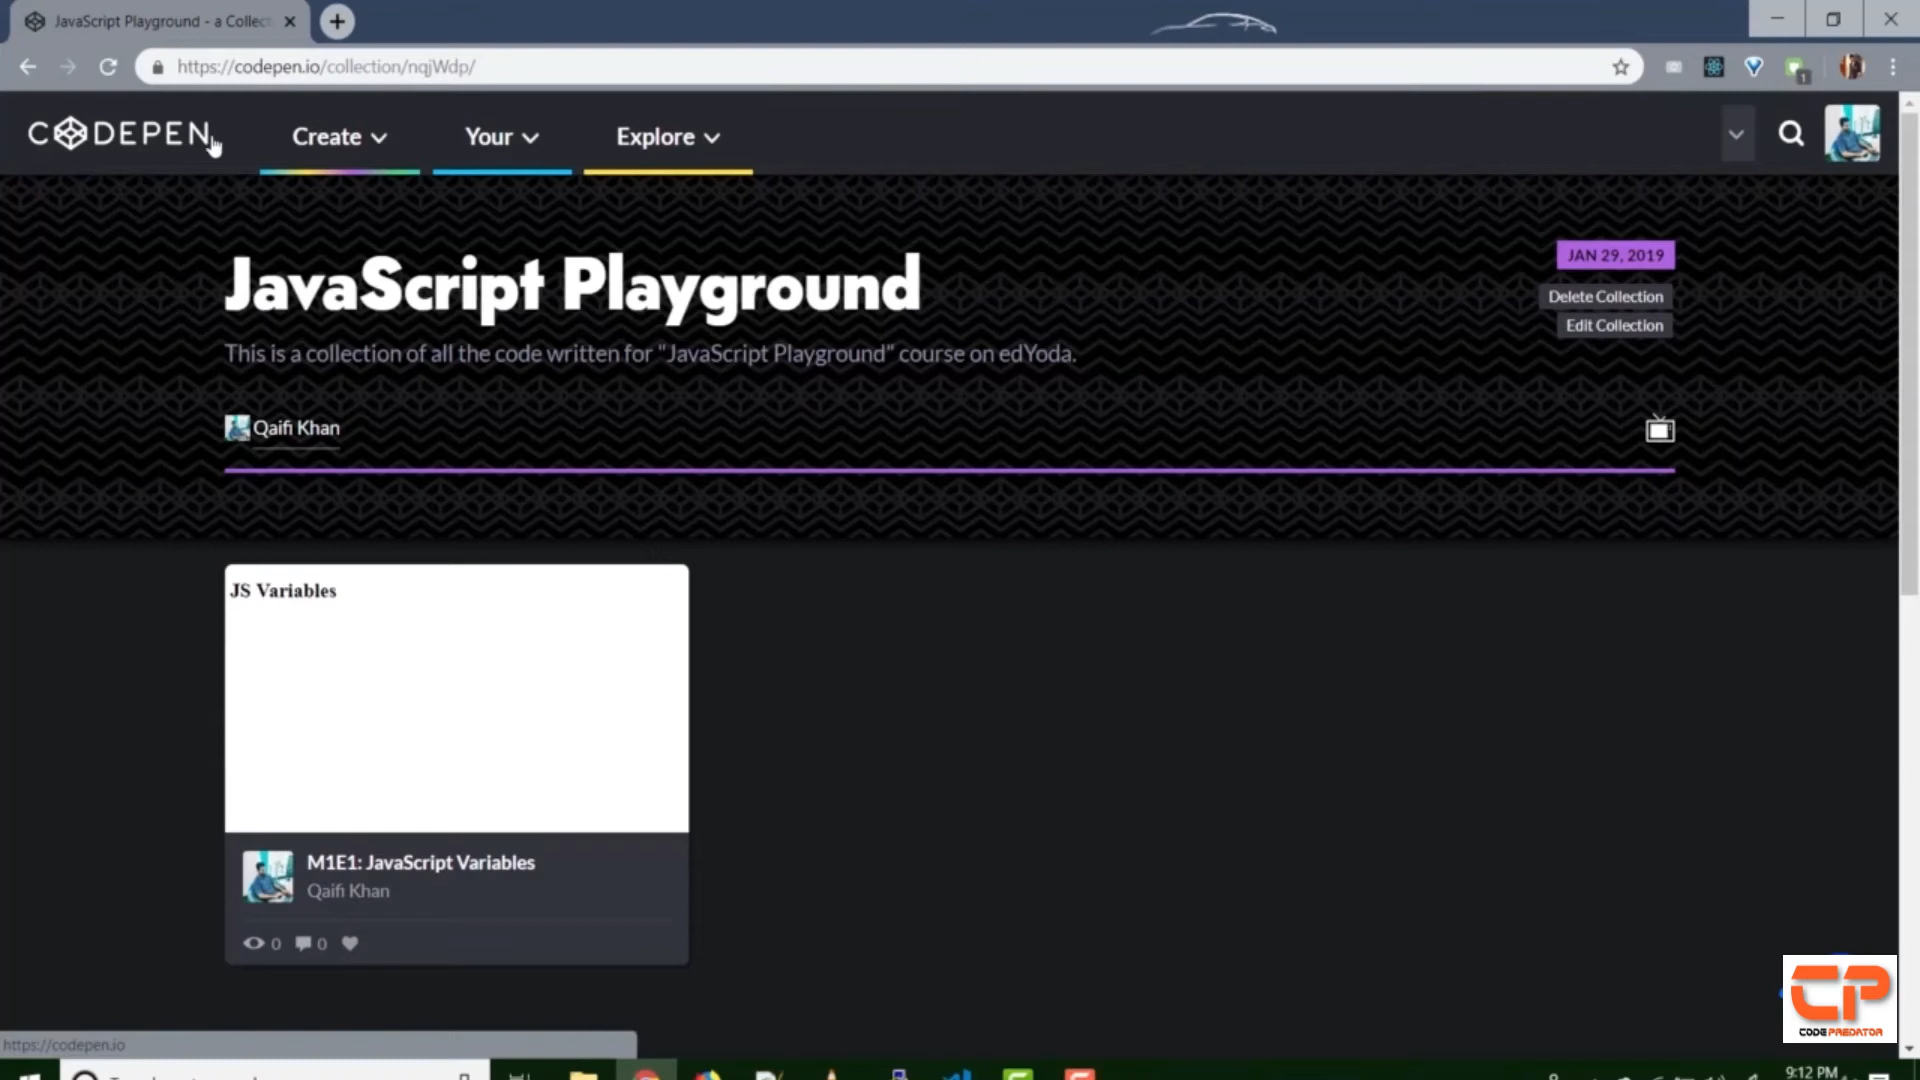 JavaScript Playground - a Collect
https://codepen.io/collection/nqjWdp/
1
CODEPEN
Create
Your
Explore
JavaScript Playground
JAN 29, 2019
Delete Collection
Edit Collection
This is a collection of all the code written for "JavaScript Playground" course on edYoda.
Qaifi Khan
JS Variables
M1E1: JavaScript Variables
Qaifi Khan
0
0
CP
CODE PREDATOR
https://codepen.io
9:12 PM